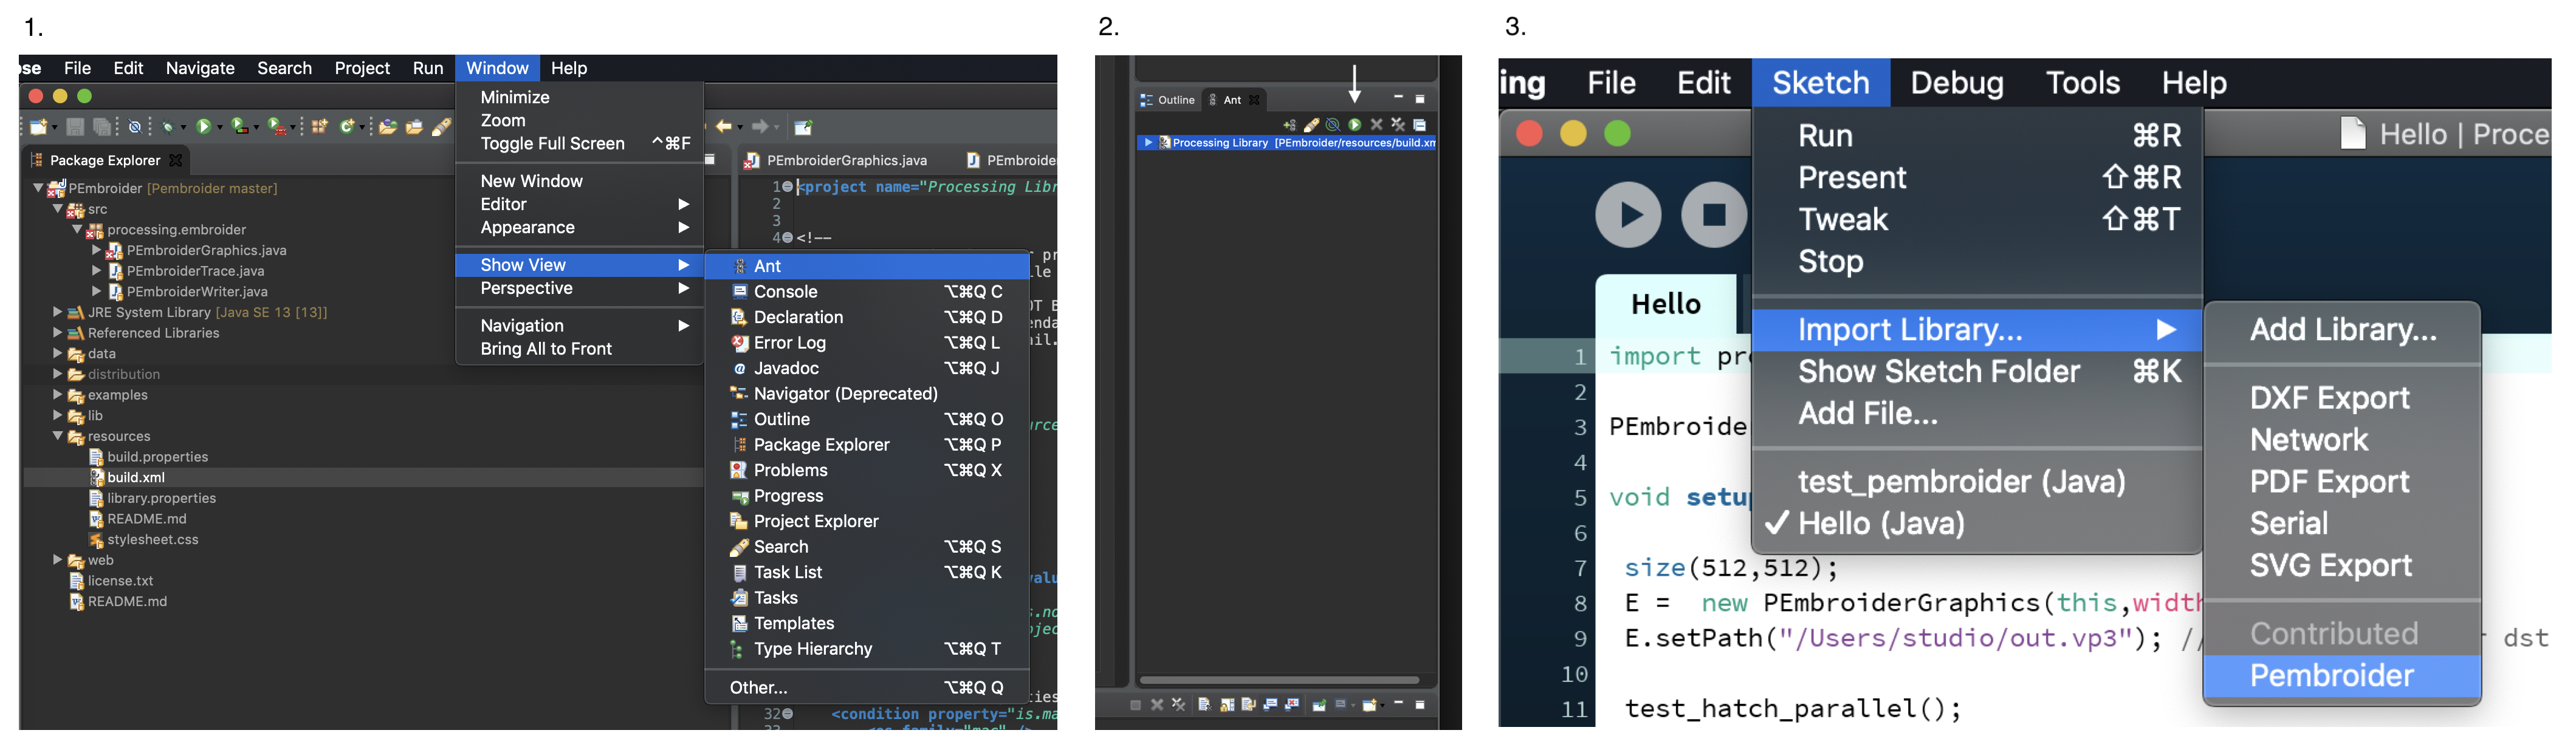 1.
se File Edit Navigate Search Project Run Window Help
Minimize
Zoom
Toggle Full Screen ^⌘F
New Window
Editor
Appearance
Show View
Perspective
Navigation
Bring All to Front
Package Explorer
PEmbroider [Pembroider master]
src
processing.embroider
PEmbroiderGraphics.java
PEmbroiderTrace.java
PEmbroiderWriter.java
JRE System Library [Java SE 13 [13]]
Referenced Libraries
data
distribution
examples
lib
resources
build.properties
build.xml
library.properties
README.md
stylesheet.css
web
license.txt
README.md
Ant
Console ⌥⌘Q C
Declaration ⌥⌘Q D
Error Log ⌥⌘Q L
Javadoc ⌥⌘Q J
Navigator (Deprecated)
Outline ⌥⌘Q O
Package Explorer ⌥⌘Q P
Problems ⌥⌘Q X
Progress
Project Explorer
Search ⌥⌘Q S
Task List ⌥⌘Q K
Tasks
Templates
Type Hierarchy ⌥⌘Q T
Other... ⌥⌘Q Q
PEmbroiderGraphics.java PEmbroide
1 <project name="Processing Libr
2
3
4 <!--
32 <condition property="is.ma
2.
Outline Ant
Processing Library [PEmbroider/resources/build.xm
3.
ing File Edit Sketch Debug Tools Help
Hello | Proce
Run ⌘R
Present ⇧⌘R
Tweak ⇧⌘T
Stop
Import Library...
Show Sketch Folder ⌘K
Add File...
test_pembroider (Java)
✓ Hello (Java)
Add Library...
DXF Export
Network
PDF Export
Serial
SVG Export
Contributed
Pembroider
Hello
1 import pro
2
3 PEmbroide
4
5 void setup
6
7 size(512,512);
8 E = new PEmbroiderGraphics(this,width
9 E.setPath("/Users/studio/out.vp3"); // r dst
10
11 test_hatch_parallel();